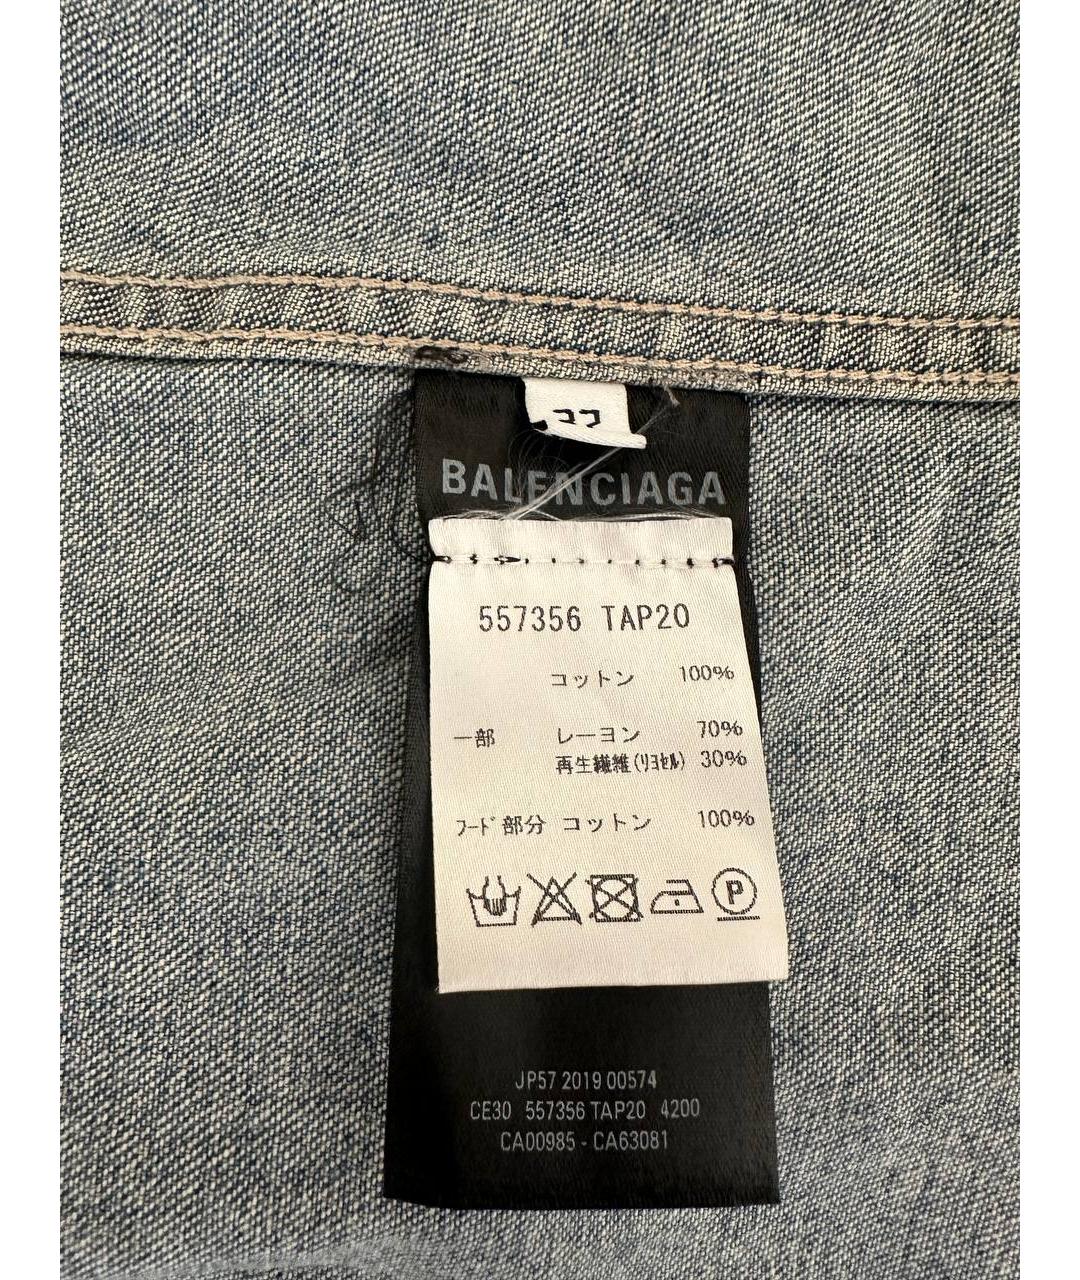 BALENCIAGA
557356 TAP20
コットン 100%
一部 レーヨン 70%
再生繊維(ﾘﾖｾﾙ) 30%
ﾌｰﾄﾞ部分 コットン 100%
P
JP57 2019 00574
CE30 557356 TAP20 4200
CA00985 - CA63081